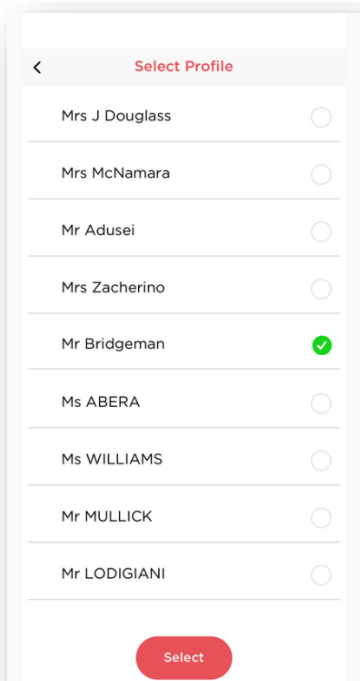 Select Profile
Mrs J Douglass
Mrs McNamara
Mr Adusei
Mrs Zacherino
Mr Bridgeman
Ms ABERA
Ms WILLIAMS
Mr MULLICK
Mr LODIGIANI
Select